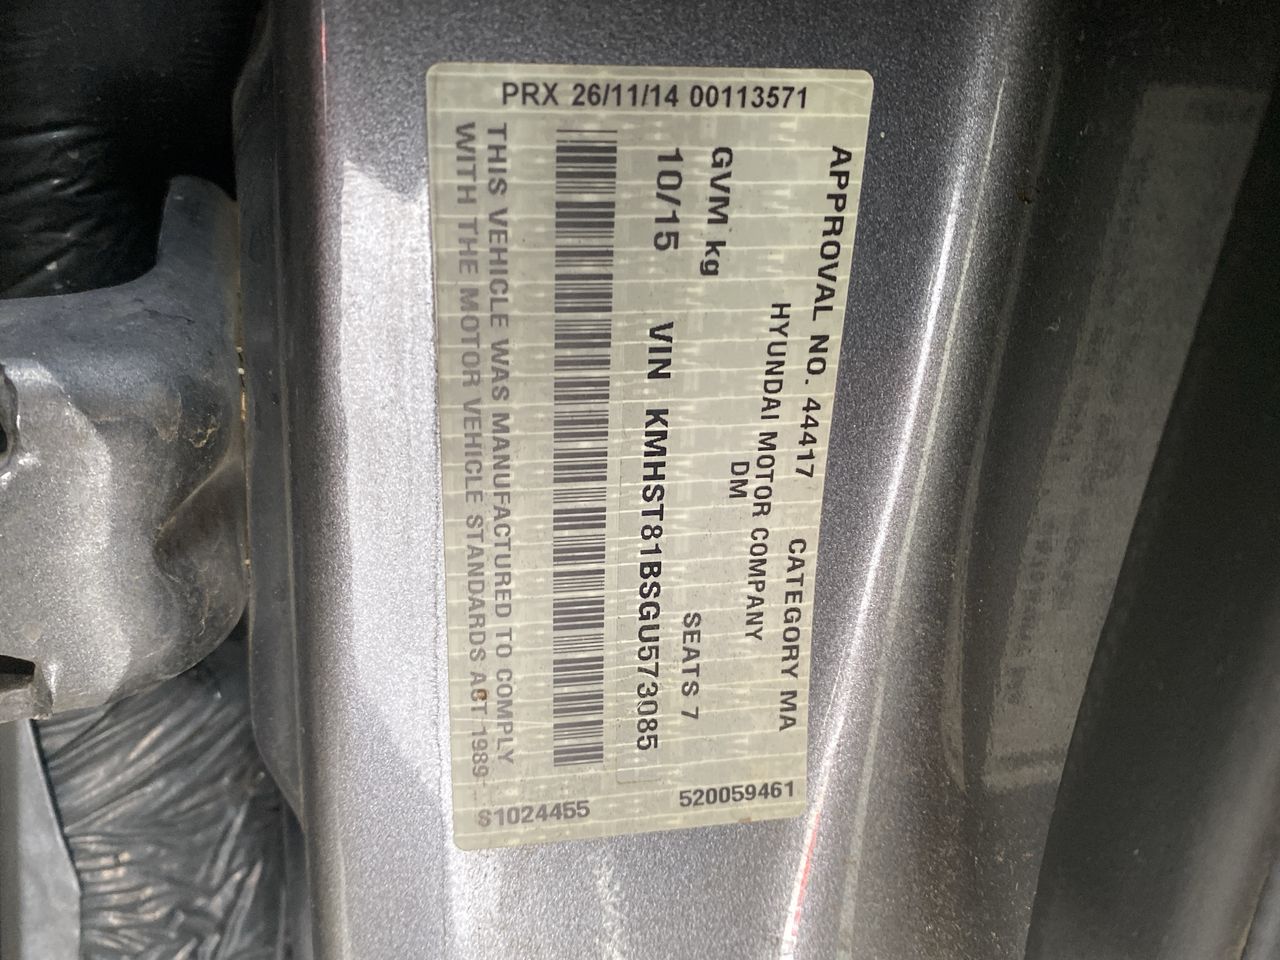 APPROVAL NO. 44417 CATEGORY MA
HYUNDAI MOTOR COMPANY
DM
GVM kg SEATS 7
10/15 VIN KMHST81BSGU573085
THIS VEHICLE WAS MANUFACTURED TO COMPLY
WITH THE MOTOR VEHICLE STANDARDS ACT 1989
PRX 26/11/14 00113571
520059461
S1024455